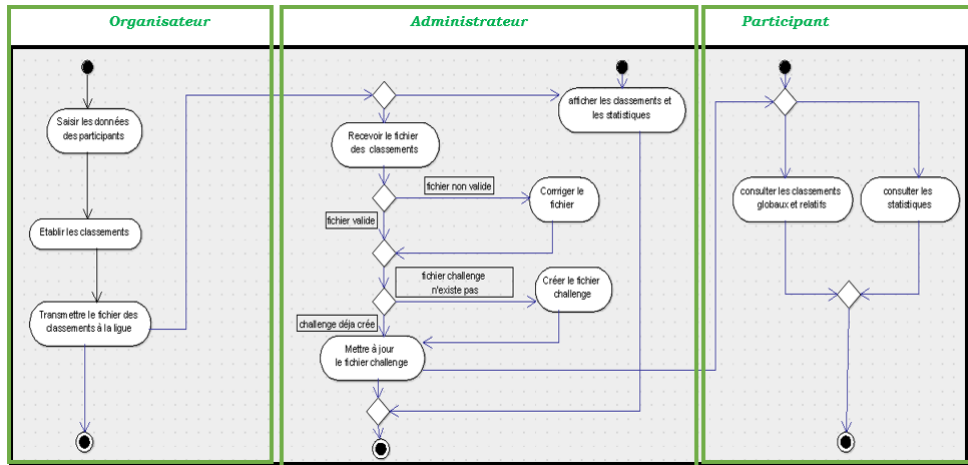 Organisateur
Administrateur
Participant
Saisir les données
des participants
Etablir les classements
Transmettre le fichier des
classements à la ligue
afficher les classements et
les statistiques
Recevoir le fichier
des classements
fichier non valide
Corriger le
fichier
fichier valide
fichier challenge
n'existe pas
Créer le fichier
challenge
challenge déja crée
Mettre à jour
le fichier challenge
consulter les classements
globaux et relatifs
consulter les
statistiques